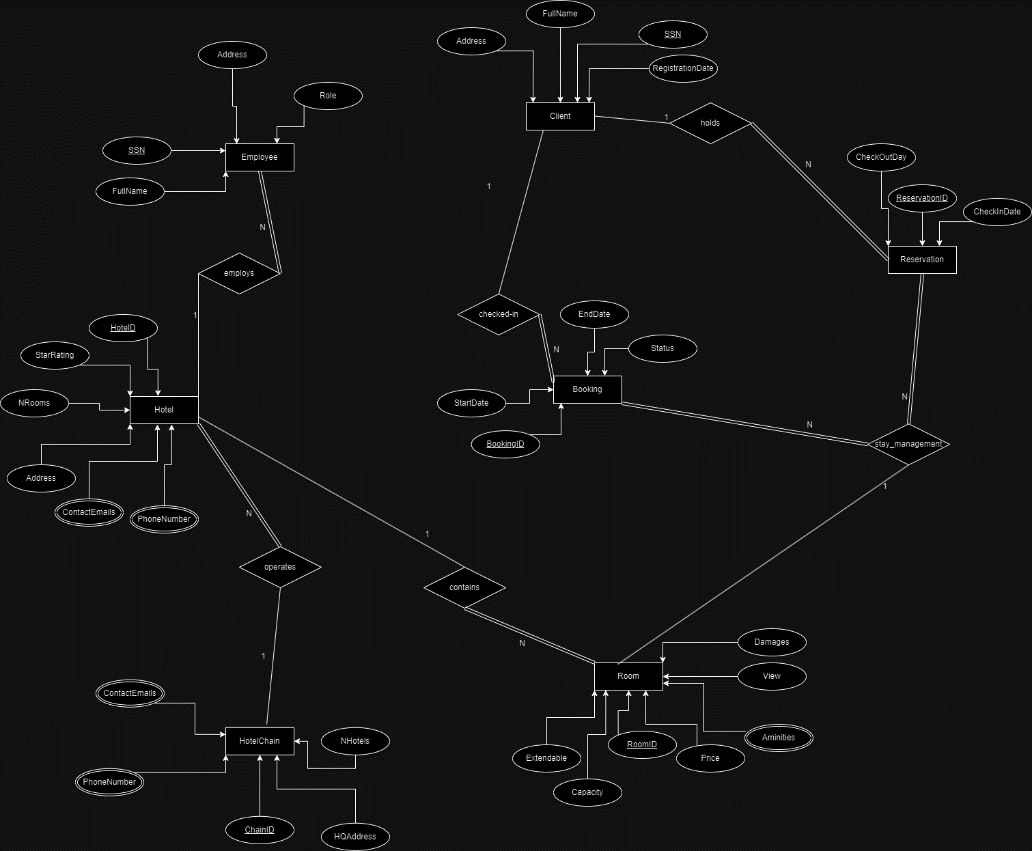 FullName
Address
SSN
RegistrationDate
Client
1
holds
N
CheckOutDay
ReservationID
CheckInDate
Reservation
Address
Role
SSN
FullName
Employee
N
employs
1
1
checked-in
N
EndDate
Status
StartDate
Booking
BookingID
N
N
stay_management
1
HotelD
StarRating
NRooms
Hotel
Address
ContactEmails
PhoneNumber
N
operates
1
1
contains
N
ContactEmails
PhoneNumber
HotelChain
NHotels
ChainID
HQAddress
Damages
View
Room
Aminities
Extendable
RoomID
Price
Capacity